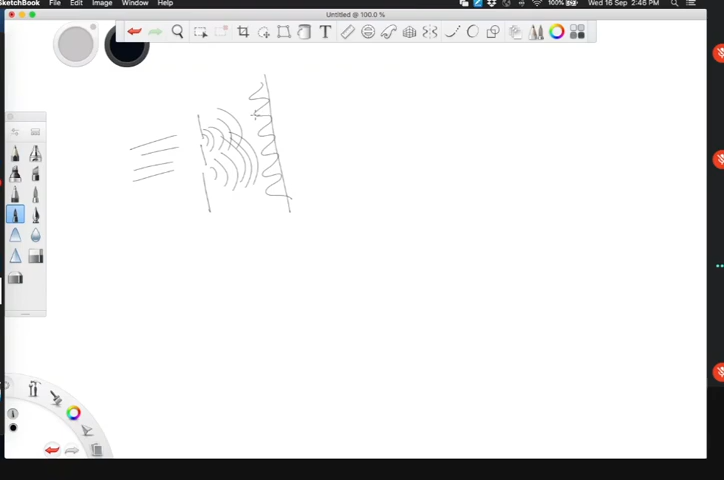 SketchBook File Edit Image Window Help 100% Wed 16 Sep 2:46 PM
Untitled @ 100.0 %
T